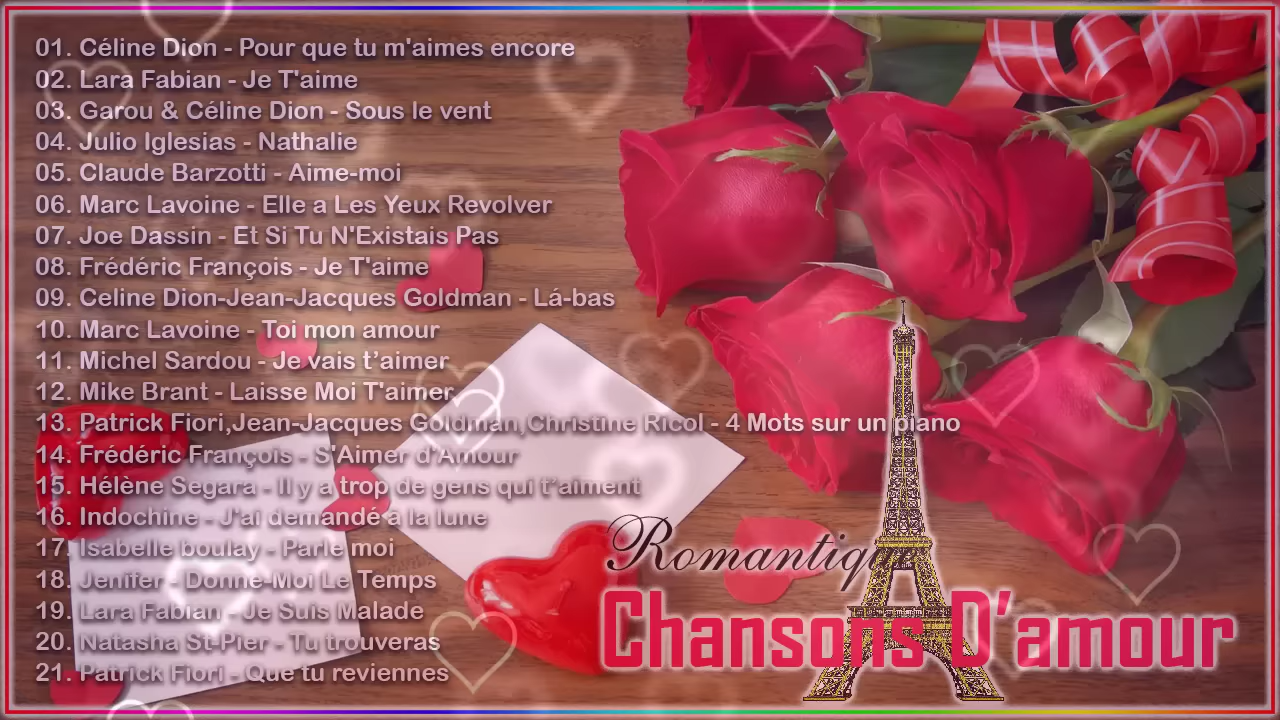 01. Céline Dion - Pour que tu m'aimes encore
02. Lara Fabian - Je T'aime
03. Garou & Céline Dion - Sous le vent
04. Julio Iglesias - Nathalie
05. Claude Barzotti - Aime-moi
06. Marc Lavoine - Elle a Les Yeux Revolver
07. Joe Dassin - Et Si Tu N'Existais Pas
08. Frédéric François - Je T'aime
09. Celine Dion-Jean-Jacques Goldman - Lá-bas
10. Marc Lavoine - Toi mon amour
11. Michel Sardou - Je vais t’aimer
12. Mike Brant - Laisse Moi T'aimer
13. Patrick Fiori,Jean-Jacques Goldman,Christine Ricol - 4 Mots sur un piano
14. Frédéric François - S'Aimer d'Amour
15. Hélène Segara - Il y a trop de gens qui t’aiment
16. Indochine - J'ai demandé à la lune
17. Isabelle boulay - Parle moi
18. Jenifer - Donne-Moi Le Temps
19. Lara Fabian - Je Suis Malade
20. Natasha St-Pier - Tu trouveras
21. Patrick Fiori - Que tu reviennes
Romantique
Chansons D'amour